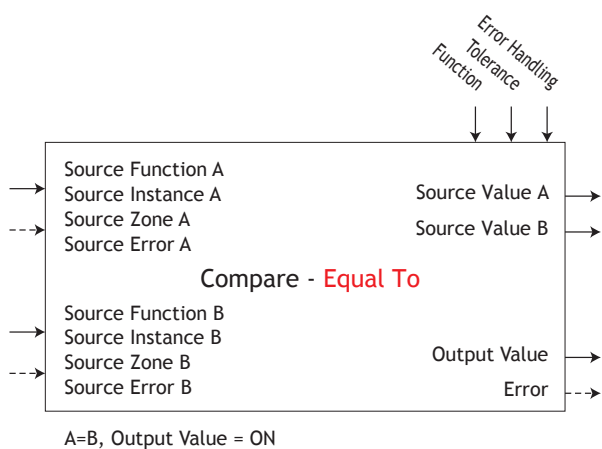 Error Handling
Tolerance
Function
Source Function A
Source Instance A
Source Zone A
Source Error A
Source Value A
Source Value B
Compare - Equal To
Source Function B
Source Instance B
Source Zone B
Source Error B
Output Value
Error
A=B, Output Value = ON